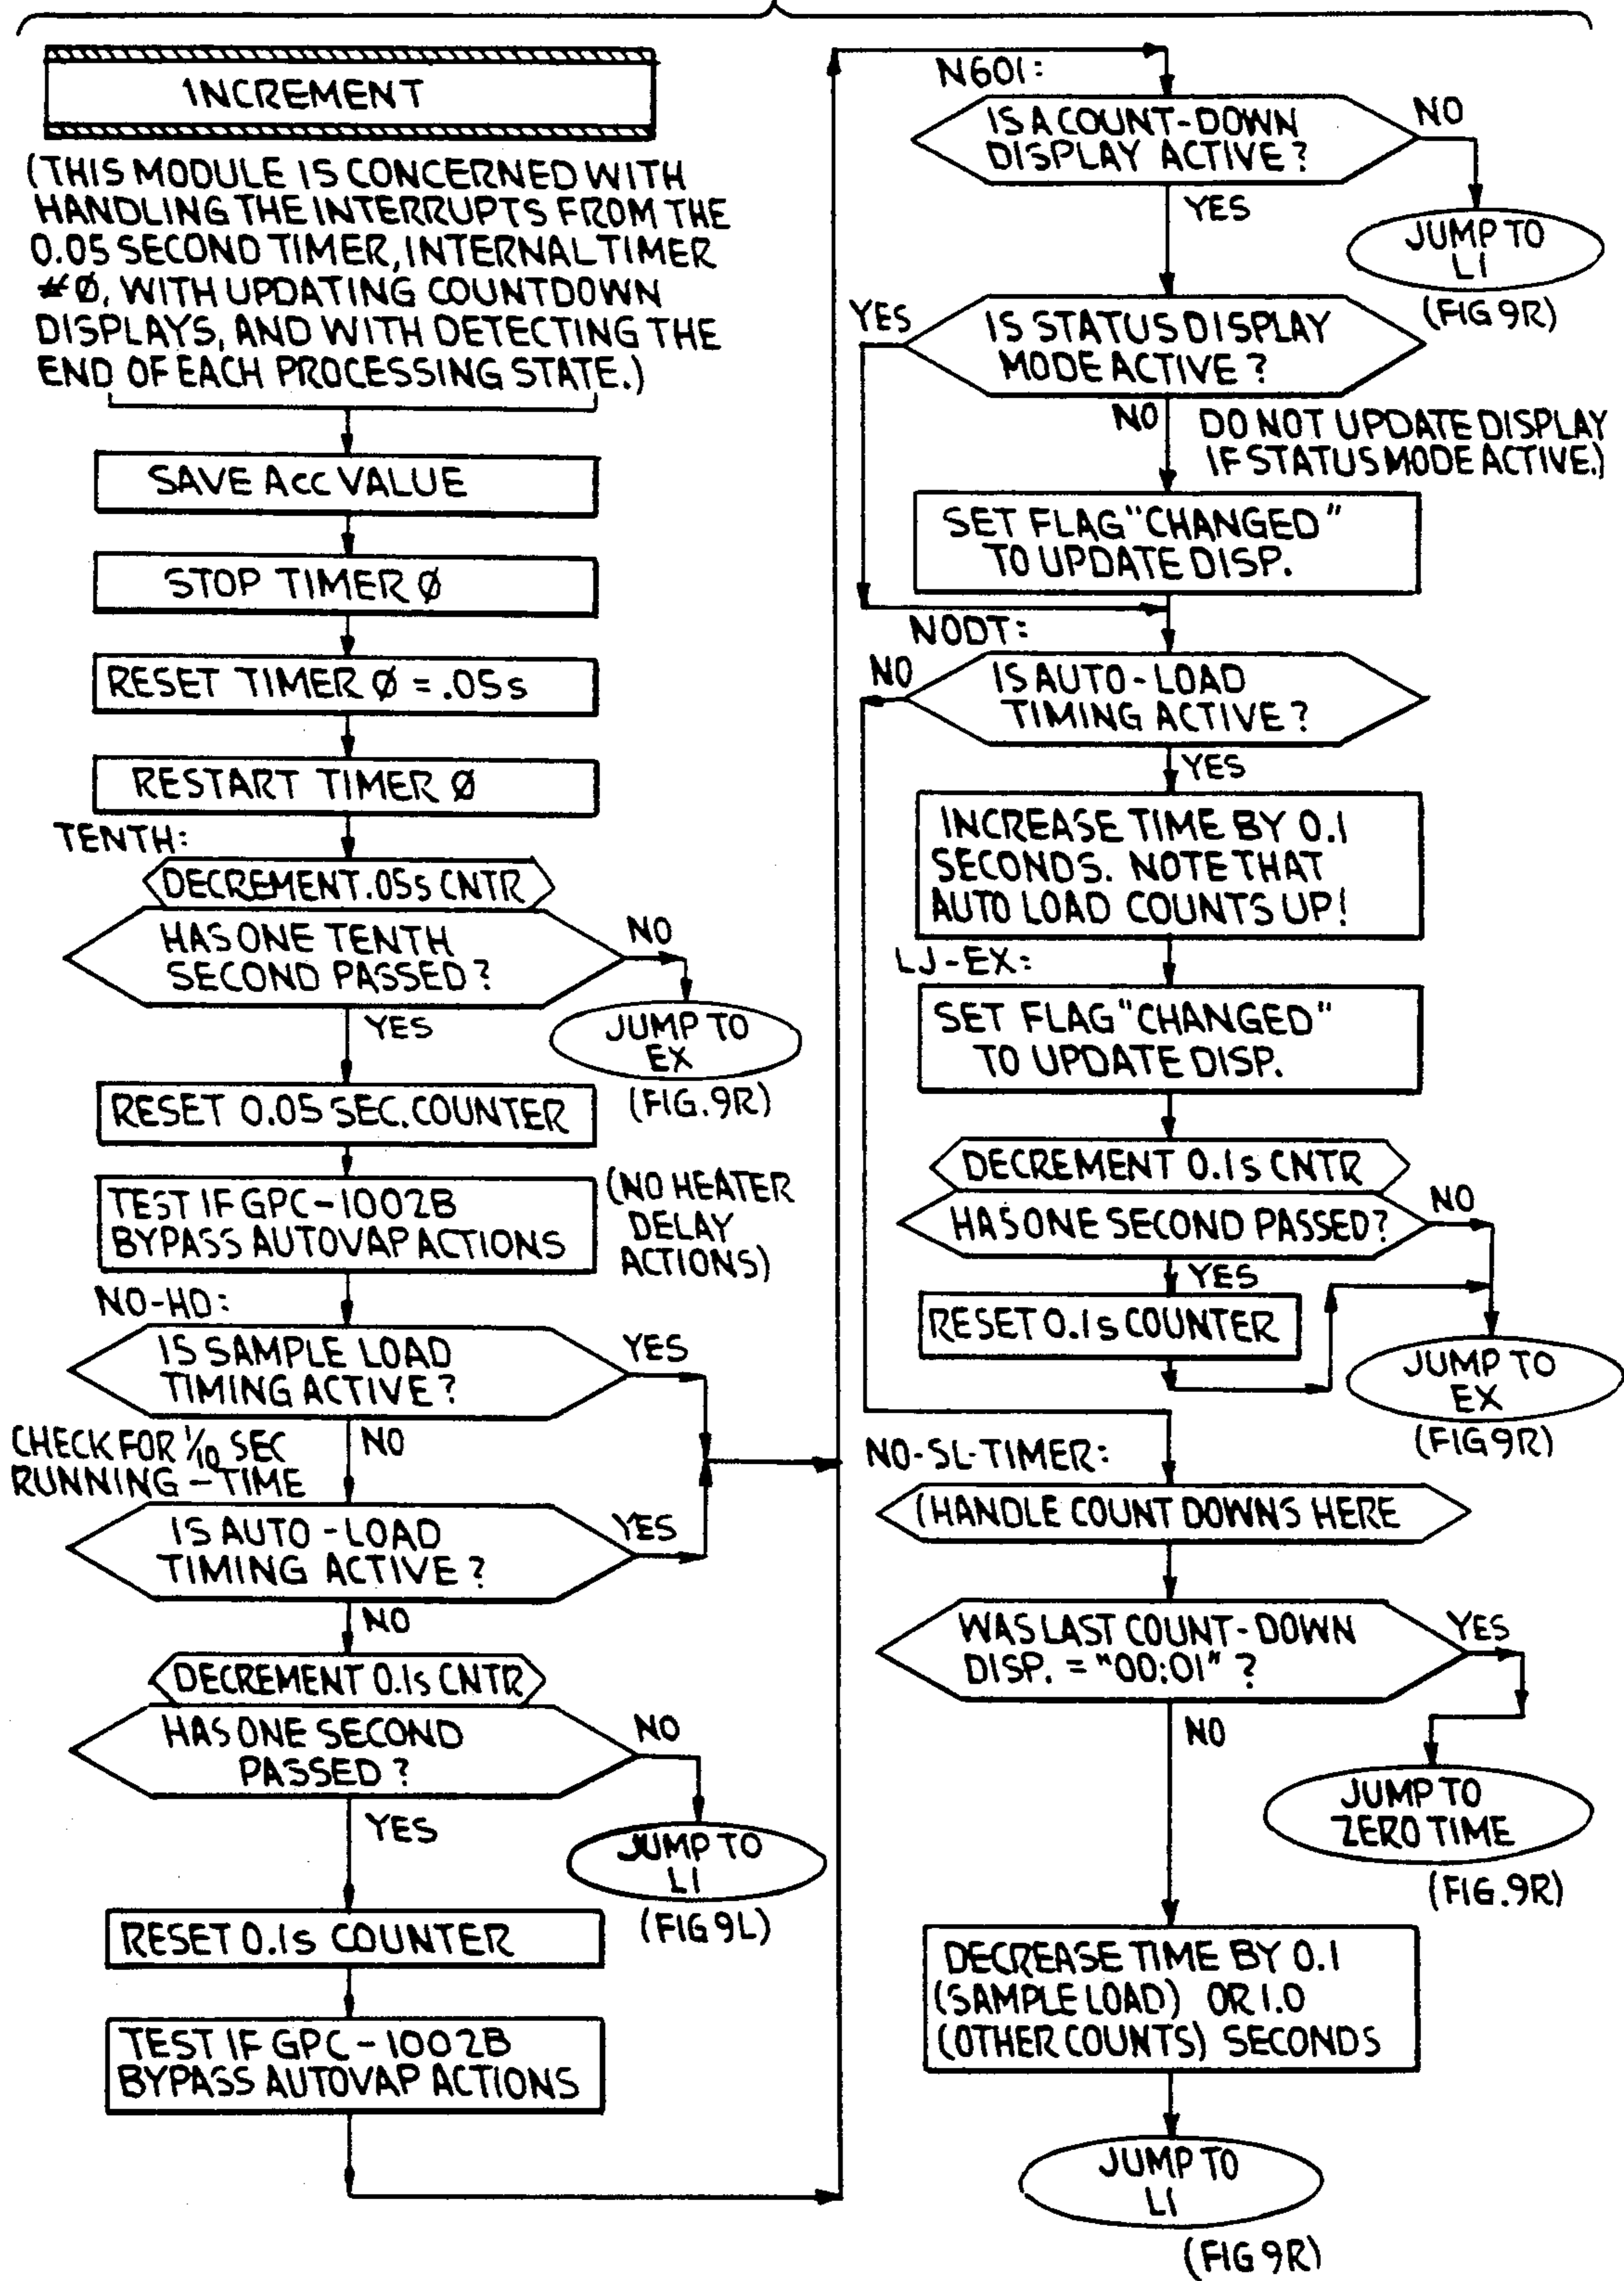 INCREMENT
(THIS MODULE IS CONCERNED WITH
HANDLING THE INTERRUPTS FROM THE
0.05 SECOND TIMER, INTERNAL TIMER
#Ø, WITH UPDATING COUNTDOWN
DISPLAYS, AND WITH DETECTING THE
END OF EACH PROCESSING STATE.)
SAVE Acc VALUE
STOP TIMER Ø
RESET TIMER Ø = .05s
RESTART TIMER Ø
TENTH:
DECREMENT .05s CNTR
HAS ONE TENTH
SECOND PASSED?
NO
YES
JUMP TO
EX
(FIG. 9R)
RESET 0.05 SEC. COUNTER
TEST IF GPC-1002B
BYPASS AUTOVAP ACTIONS
(NO HEATER
DELAY
ACTIONS)
NO-HD:
IS SAMPLE LOAD
TIMING ACTIVE?
YES
NO
CHECK FOR 1/10 SEC
RUNNING - TIME
IS AUTO - LOAD
TIMING ACTIVE?
YES
NO
DECREMENT 0.1s CNTR
HAS ONE SECOND
PASSED?
NO
YES
JUMP TO
L1
(FIG 9L)
RESET 0.1s COUNTER
TEST IF GPC-1002B
BYPASS AUTOVAP ACTIONS
N601:
IS A COUNT-DOWN
DISPLAY ACTIVE?
NO
YES
JUMP TO
L1
(FIG 9R)
YES
IS STATUS DISPLAY
MODE ACTIVE?
NO
DO NOT UPDATE DISPLAY
IF STATUS MODE ACTIVE.)
SET FLAG "CHANGED"
TO UPDATE DISP.
NODT:
NO
IS AUTO-LOAD
TIMING ACTIVE?
YES
INCREASE TIME BY 0.1
SECONDS. NOTE THAT
AUTO LOAD COUNTS UP!
LJ-EX:
SET FLAG "CHANGED"
TO UPDATE DISP.
DECREMENT 0.1s CNTR
HAS ONE SECOND PASSED?
NO
YES
RESET 0.1s COUNTER
JUMP TO
EX
(FIG 9R)
NO-SL-TIMER:
(HANDLE COUNT DOWNS HERE
WAS LAST COUNT-DOWN
DISP. = "00:01" ?
YES
NO
JUMP TO
ZERO TIME
(FIG. 9R)
DECREASE TIME BY 0.1
(SAMPLE LOAD) OR 1.0
(OTHER COUNTS) SECONDS
JUMP TO
L1
(FIG 9R)